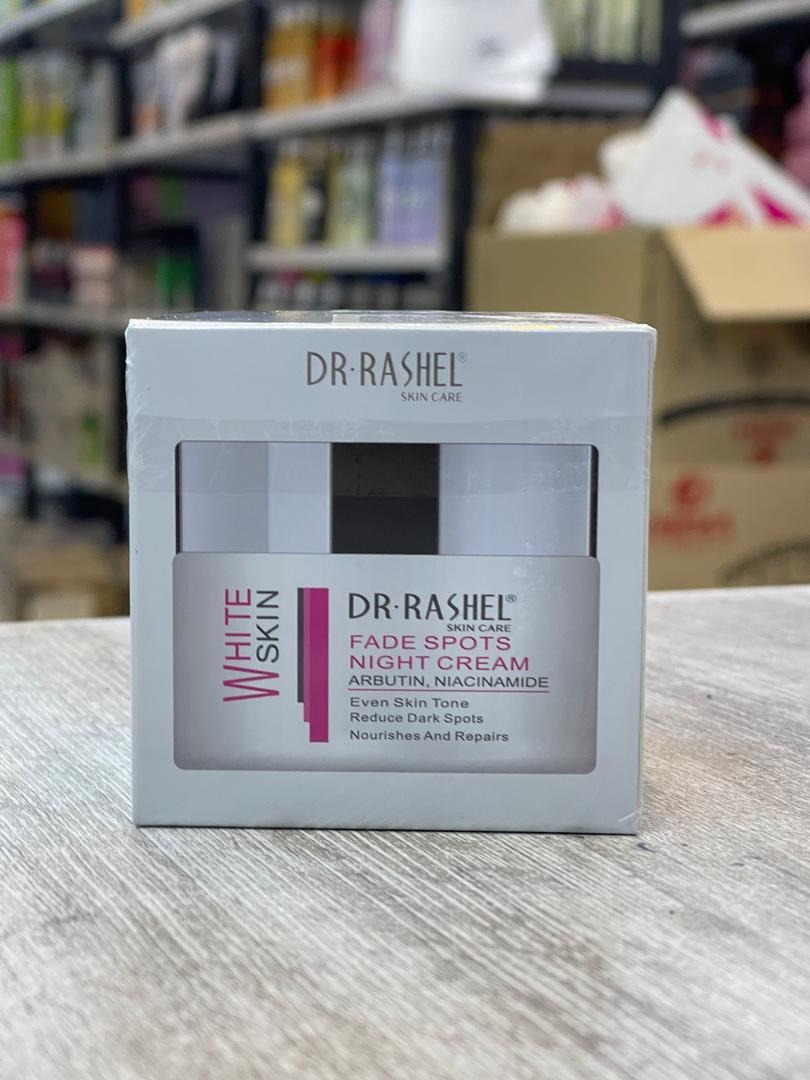 DR·RASHEL®
SKIN CARE
WHITE
SKIN
DR·RASHEL®
SKIN CARE
FADE SPOTS
NIGHT CREAM
ARBUTIN, NIACINAMIDE
Even Skin Tone
Reduce Dark Spots
Nourishes And Repairs